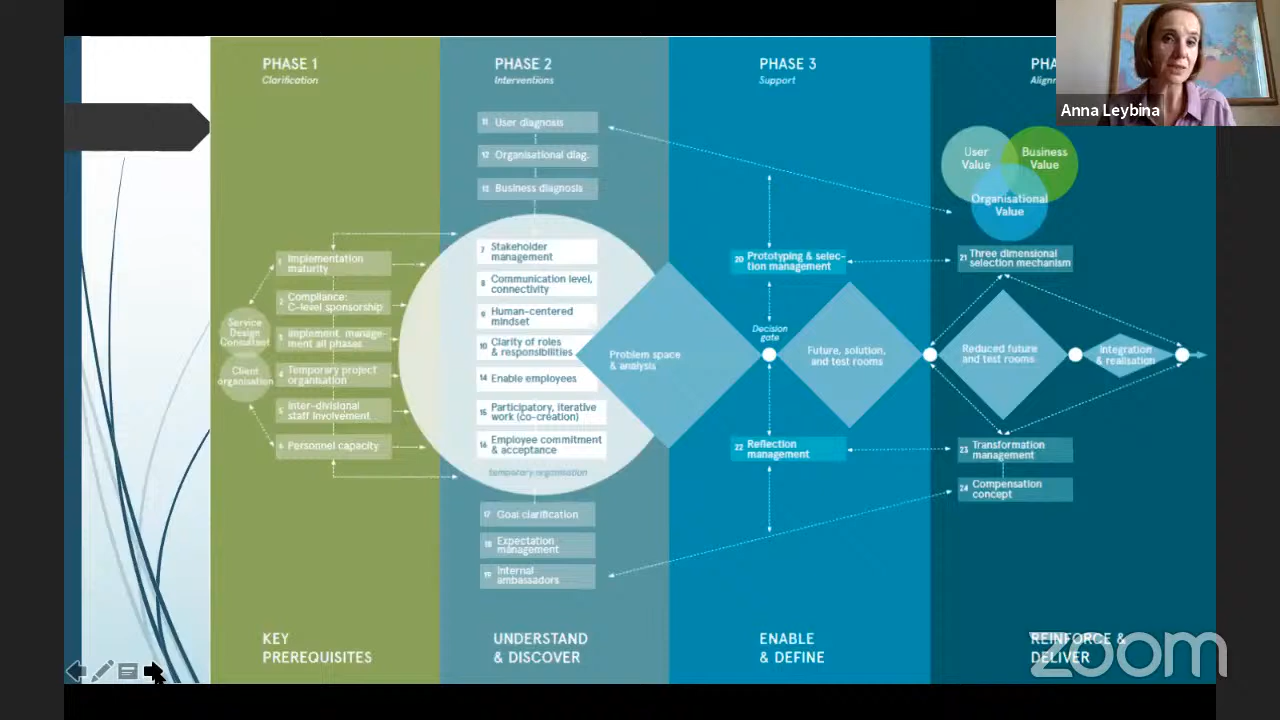 PHASE 1
Clarification
Service
Design
Consultant
Client
organisation
1 Implementation
maturity
2 Compliance:
C-level sponsorship
3 Implement. manage-
ment all phases
4 Temporary project
organisation
5 Inter-divisional
staff involvement
6 Personnel capacity
KEY
PREREQUISITES
PHASE 2
Interventions
11 User diagnosis
12 Organisational diag.
13 Business diagnosis
7 Stakeholder
management
8 Communication level,
connectivity
9 Human-centered
mindset
10 Clarity of roles
& responsibilities
14 Enable employees
15 Participatory, iterative
work (co-creation)
16 Employee commitment
& acceptance
temporary organisation
17 Goal clarification
18 Expectation
management
19 Internal
ambassadors
Problem space
& analysis
UNDERSTAND
& DISCOVER
PHASE 3
Support
20 Prototyping & selec-
tion management
Decision
gate
Future, solution,
and test rooms
22 Reflection
management
ENABLE
& DEFINE
PHA
Alignm
User
Value
Business
Value
Organisational
Value
21 Three dimensional
selection mechanism
Reduced future
and test rooms
Integration
& realisation
23 Transformation
management
24 Compensation
concept
REINFORCE &
DELIVER
Anna Leybina
zoom